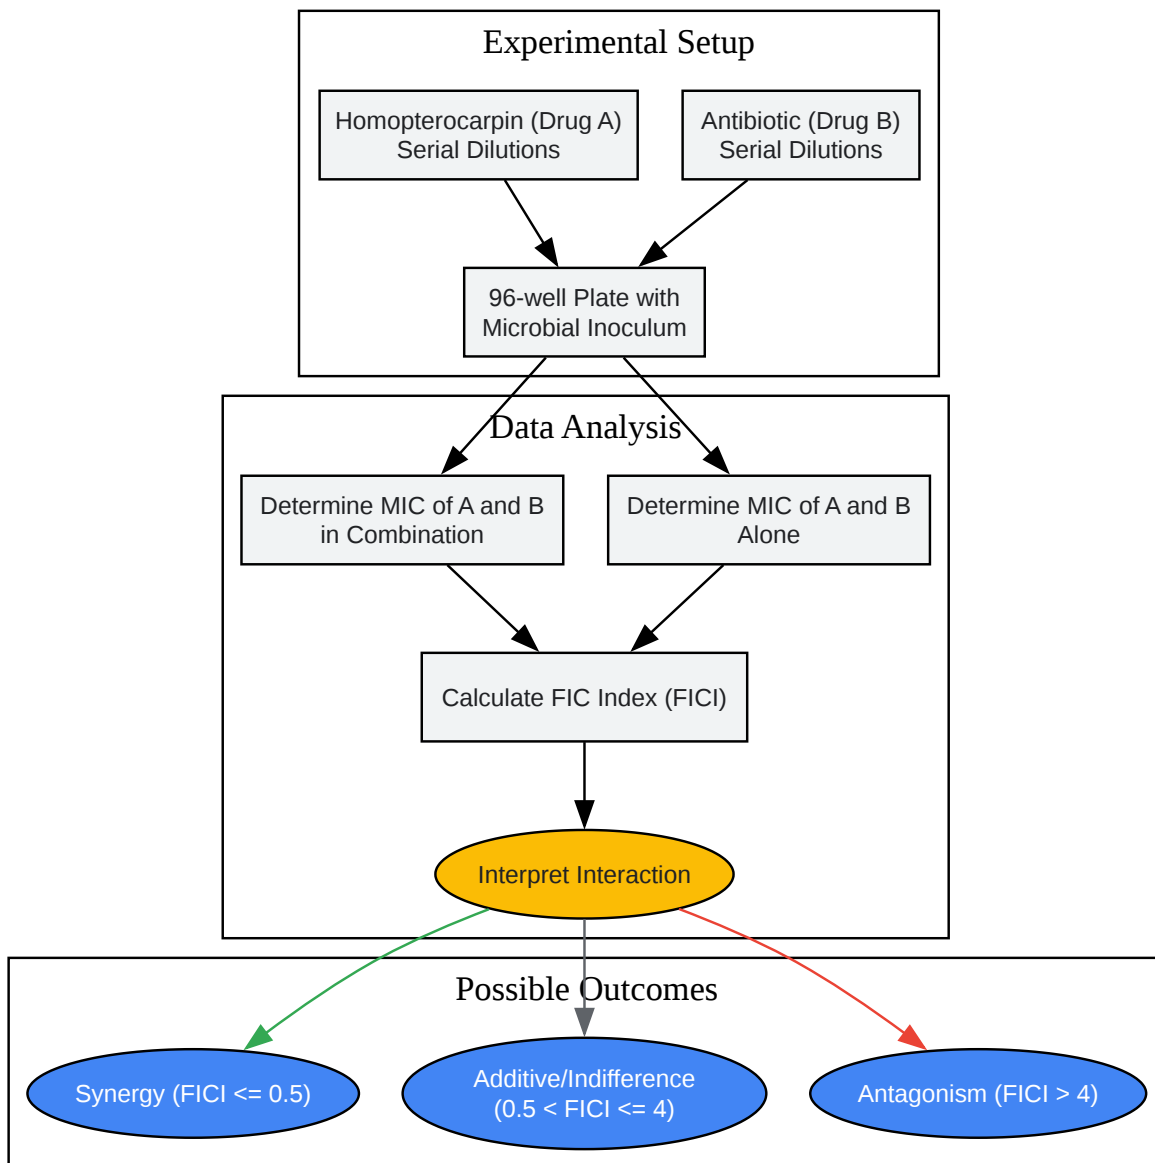 Experimental Setup
Homopterocarpin (Drug A)
Serial Dilutions
Antibiotic (Drug B)
Serial Dilutions
96-well Plate with
Microbial Inoculum
Data Analysis
Determine MIC of A and B
in Combination
Determine MIC of A and B
Alone
Calculate FIC Index (FICI)
Interpret Interaction
Possible Outcomes
Synergy (FICI <= 0.5)
Additive/Indifference
(0.5 < FICI <= 4)
Antagonism (FICI > 4)